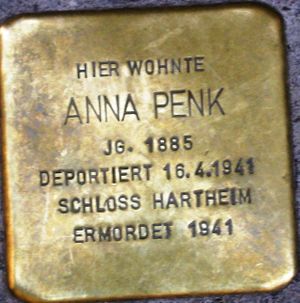 HIER WOHNTE
ANNA PENK
JG. 1885
DEPORTIERT 16.4.1941
SCHLOSS HARTHEIM
ERMORDET 1941